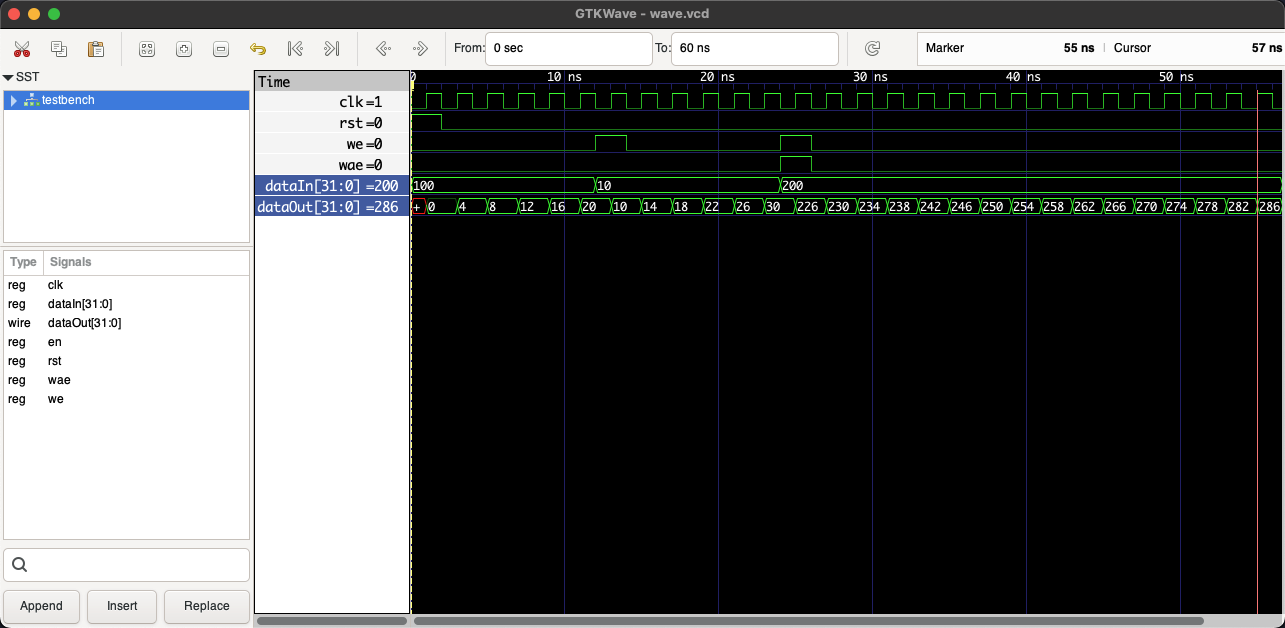 GTKWave - wave.vcd
From: 0 sec To: 60 ns Marker 55 ns | Cursor 57 ns
SST
testbench
Type Signals
reg clk
reg dataIn[31:0]
wire dataOut[31:0]
reg en
reg rst
reg wae
reg we
Append Insert Replace
Time
clk=1
rst=0
we=0
wae=0
dataIn[31:0] =200
dataOut[31:0] =286
0 10 ns 20 ns 30 ns 40 ns 50 ns
100 10 200
+ 0 4 8 12 16 20 10 14 18 22 26 30 226 230 234 238 242 246 250 254 258 262 266 270 274 278 282 286